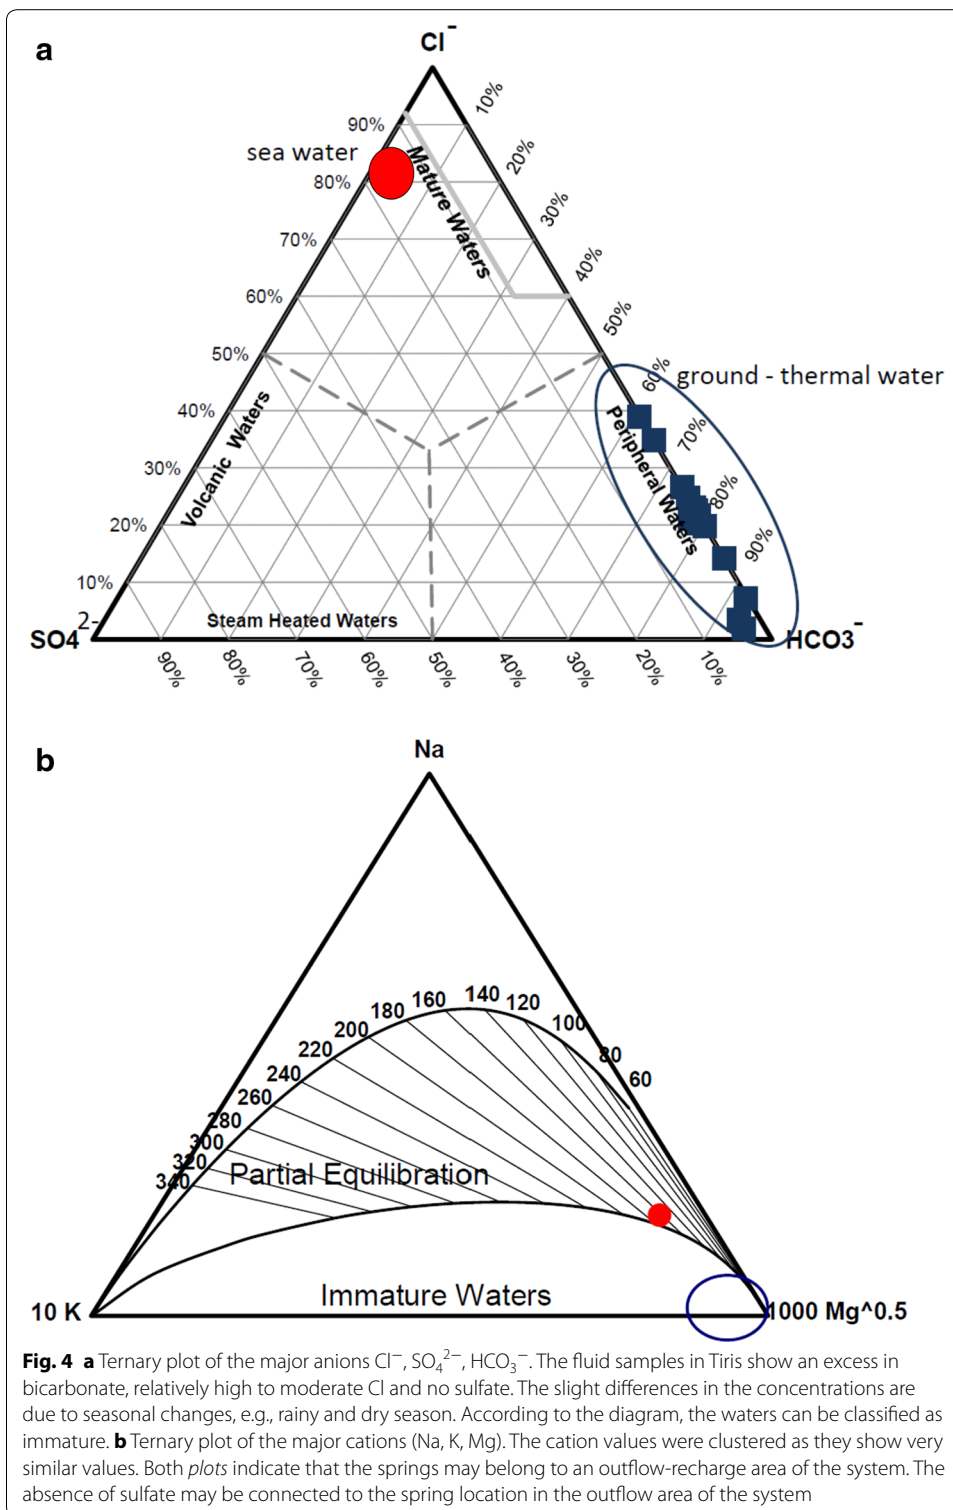 a
Cl⁻
10%
90%
20%
sea water
80%
Mature Waters
30%
70%
40%
60%
50%
50%
60%
ground - thermal water
40%
Volcanic Waters
Peripheral Waters
70%
30%
80%
20%
90%
10%
Steam Heated Waters
SO4²⁻
HCO3⁻
90%
80%
70%
60%
50%
40%
30%
20%
10%
b
Na
140
160
120
180
100
200
80
220
60
240
260
280
300
320
340
Partial Equilibration
Immature Waters
10 K
1000 Mg^0.5
Fig. 4 a Ternary plot of the major anions Cl⁻, SO₄²⁻, HCO₃⁻. The fluid samples in Tiris show an excess in
bicarbonate, relatively high to moderate Cl and no sulfate. The slight differences in the concentrations are
due to seasonal changes, e.g., rainy and dry season. According to the diagram, the waters can be classified as
immature. b Ternary plot of the major cations (Na, K, Mg). The cation values were clustered as they show very
similar values. Both plots indicate that the springs may belong to an outflow-recharge area of the system. The
absence of sulfate may be connected to the spring location in the outflow area of the system